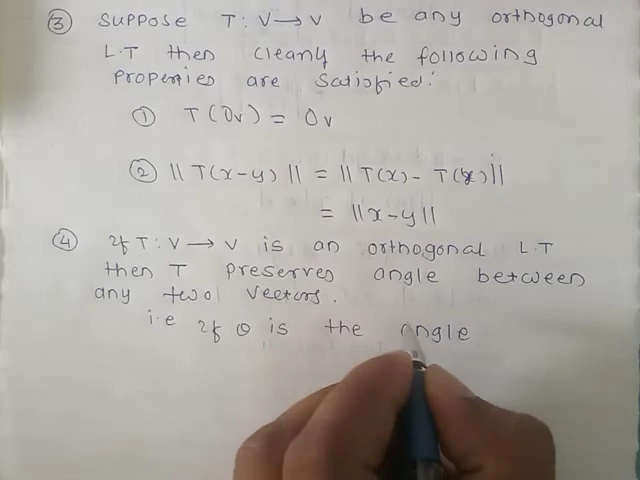 ③ Suppose T: V → V be any orthogonal
L.T then clearly the following
properties are satisfied:
① T(0v) = 0v
② ||T(x-y)|| = ||T(x) - T(y)||
= ||x-y||
④ If T: V → V is an orthogonal L.T
then T preserves angle between
any two vectors.
i.e If θ is the angle